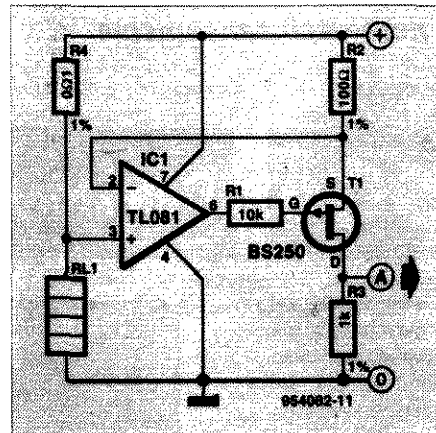 R4
0Ω1
1%
R2
100Ω
1%
+
IC1
2
-
7
TL081
3
+
4
6
R1
10k
G
S
T1
BS250
D
A
RL1
R3
1k
1%
0
954082-11